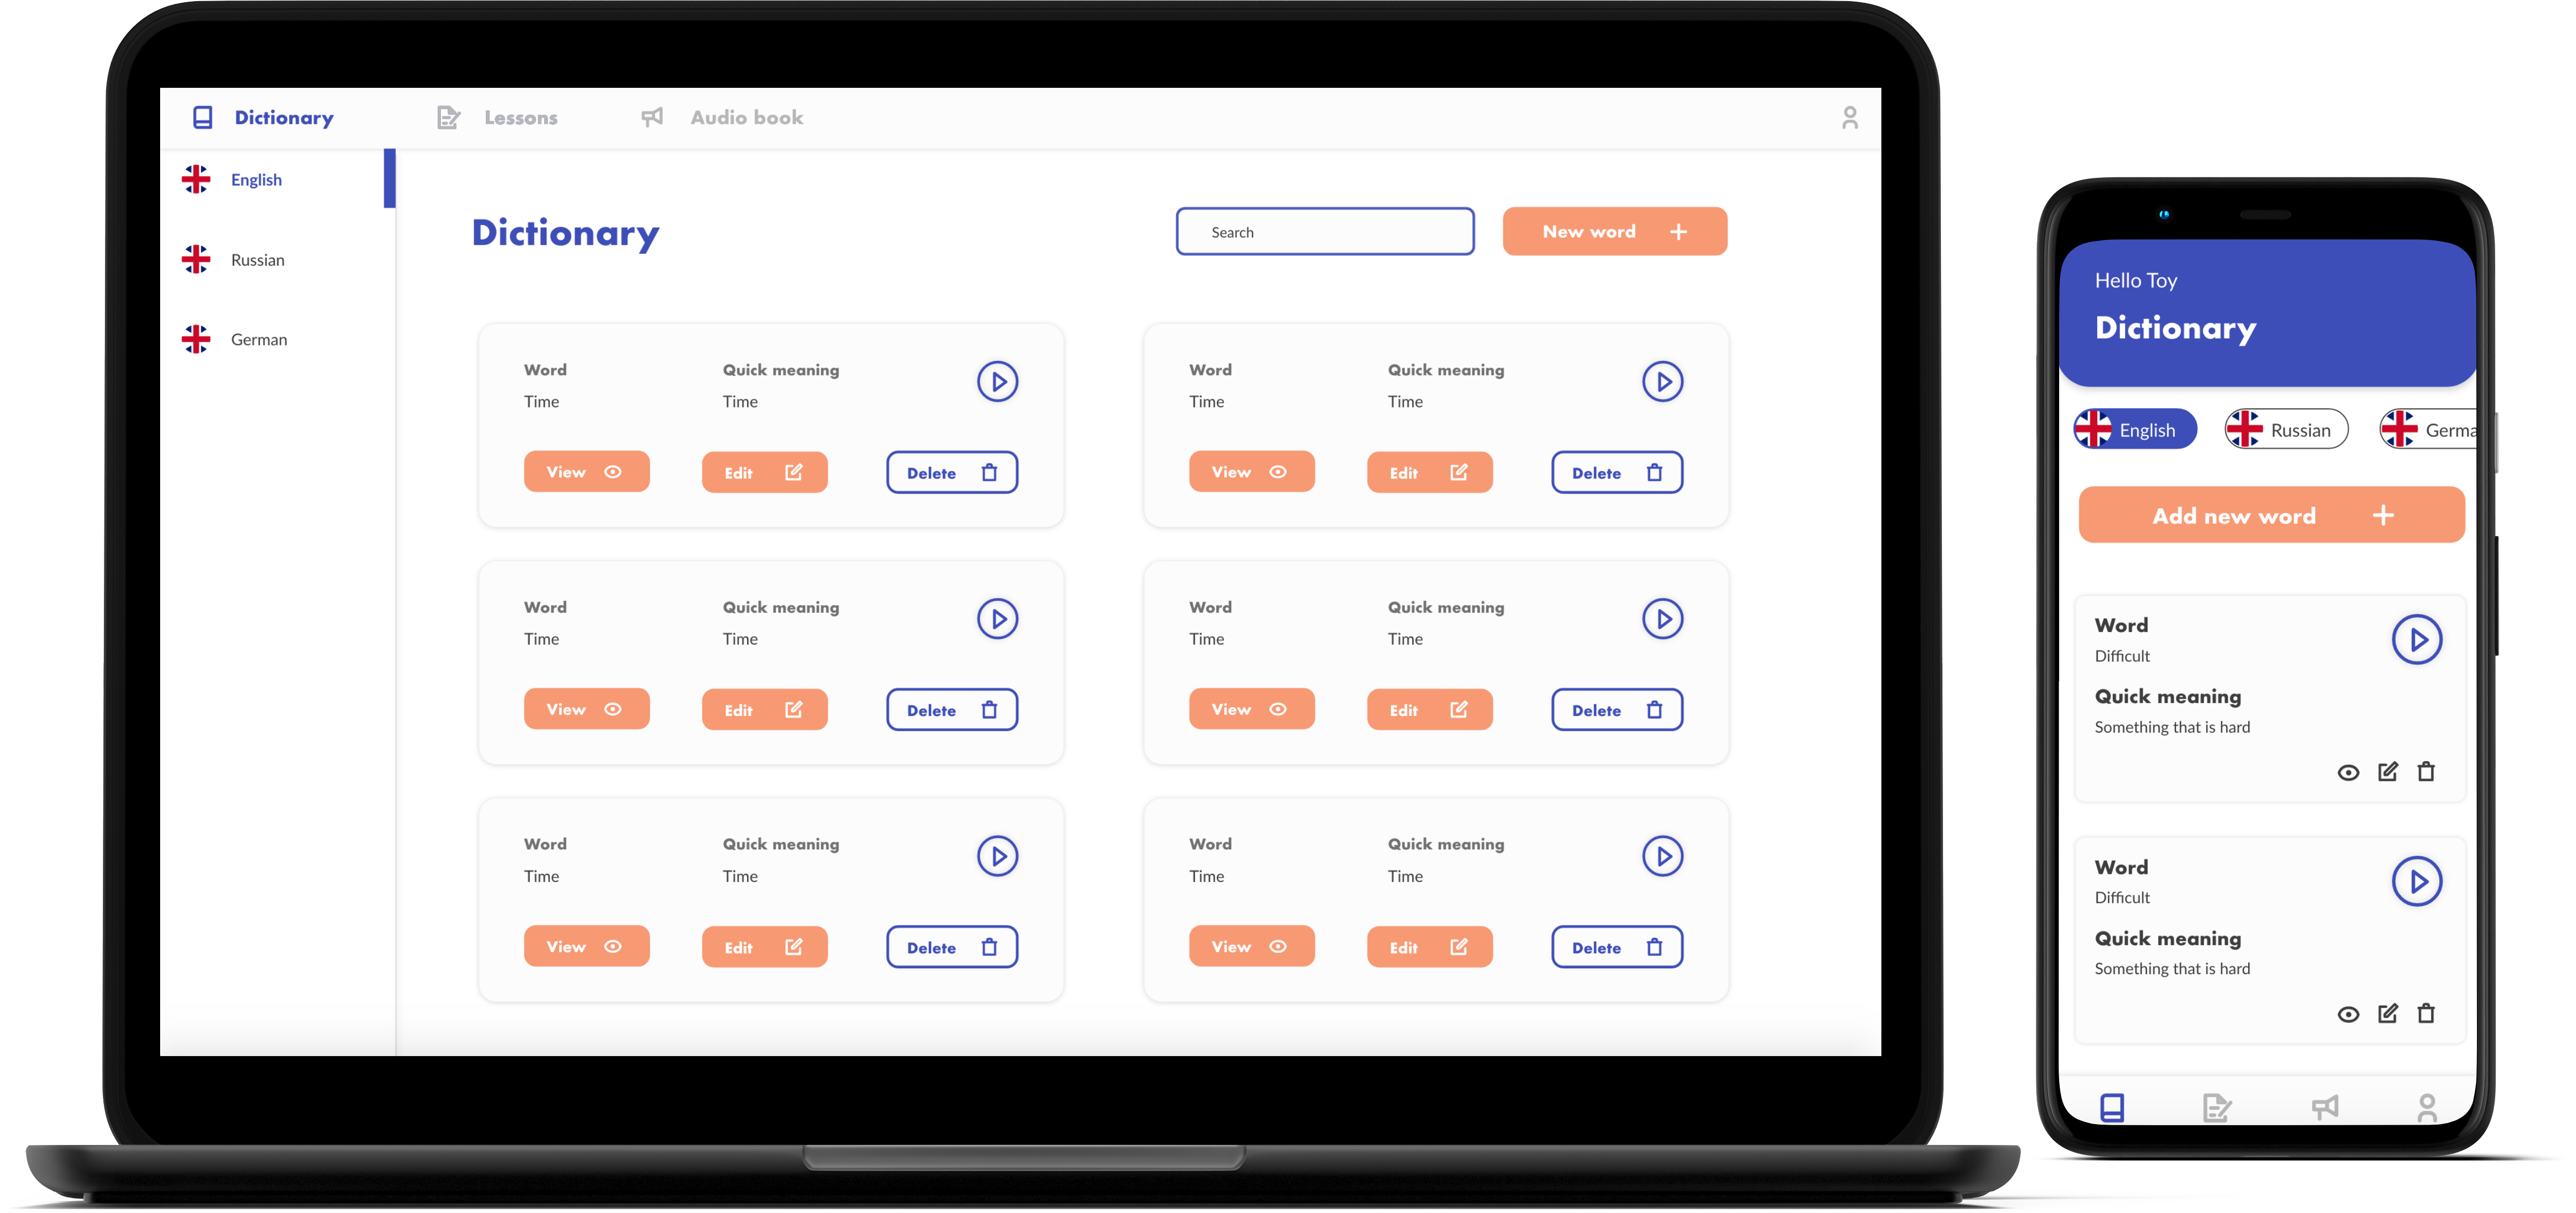 Dictionary Lessons Audio book
English
Russian
German
Dictionary Search New word
Word Quick meaning Word Quick meaning
Time Time Time Time
View Edit Delete View Edit Delete
Word Quick meaning Word Quick meaning
Time Time Time Time
View Edit Delete View Edit Delete
Word Quick meaning Word Quick meaning
Time Time Time Time
View Edit Delete View Edit Delete
Hello Toy
Dictionary
English Russian Germa
Add new word
Word
Difficult
Quick meaning
Something that is hard
Word
Difficult
Quick meaning
Something that is hard